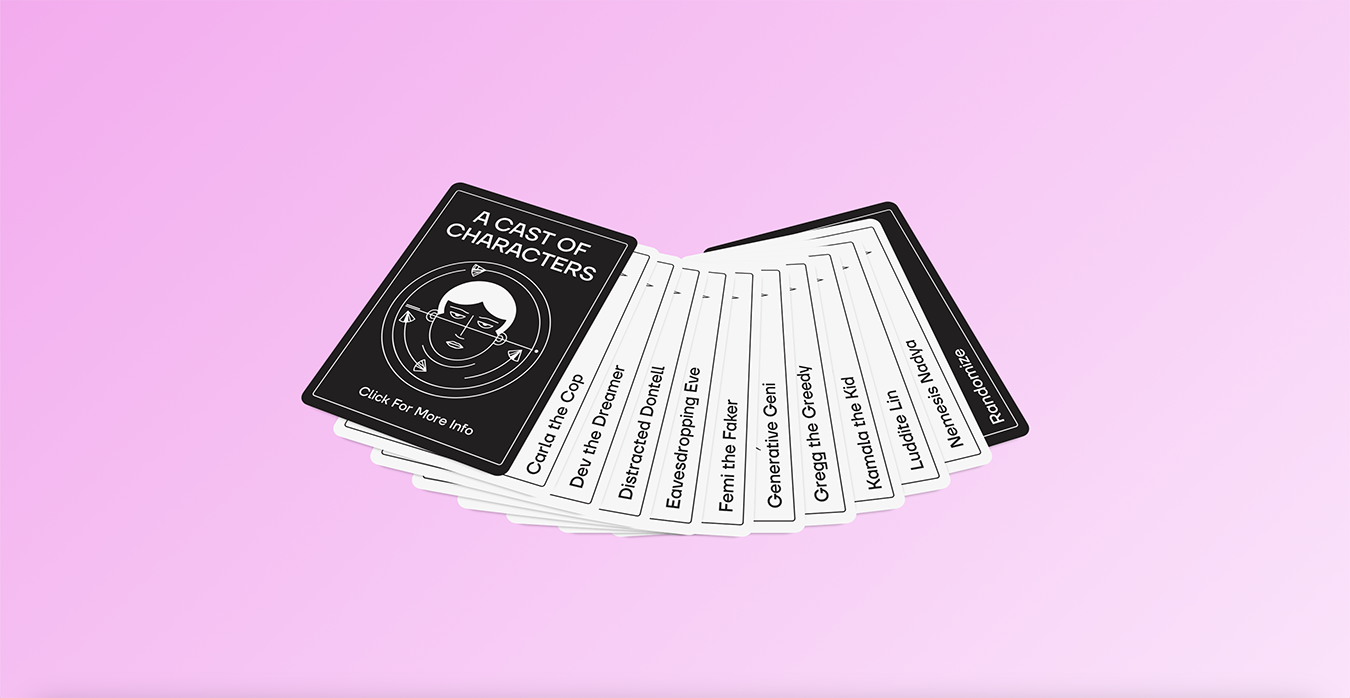 A CAST OF
CHARACTERS
Click For More Info
Carla the Cop
Dev the Dreamer
Distracted Dontell
Eavesdropping Eve
Femi the Faker
Generative Geni
Gregg the Greedy
Kamala the Kid
Luddite Lin
Nemesis Nadya
Randomize